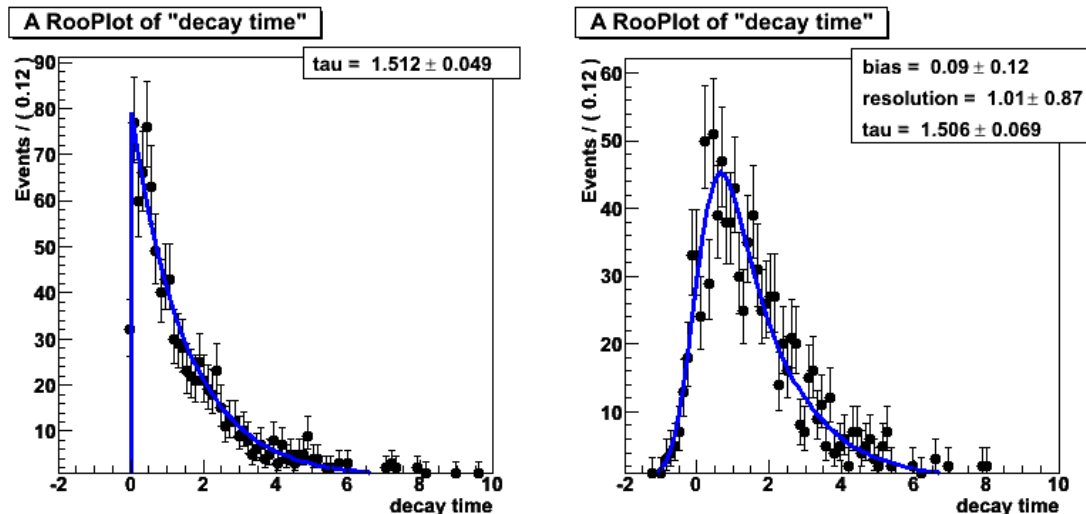 A RooPlot of "decay time"
tau = 1.512 ± 0.049
Events / ( 0.12 )
90
80
70
60
50
40
30
20
10
-2 0 2 4 6 8 10
decay time
A RooPlot of "decay time"
bias = 0.09 ± 0.12
resolution = 1.01 ± 0.87
tau = 1.506 ± 0.069
Events / ( 0.12 )
60
50
40
30
20
10
-2 0 2 4 6 8 10
decay time